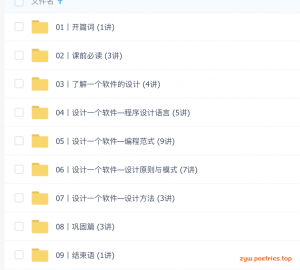 文件名
01丨开篇词 (1讲)
02丨课前必读 (3讲)
03丨了解一个软件的设计 (4讲)
04丨设计一个软件—程序设计语言 (5讲)
05丨设计一个软件—编程范式 (9讲)
06丨设计一个软件—设计原则与模式 (7讲)
07丨设计一个软件—设计方法 (3讲)
08丨巩固篇 (3讲)
09丨结束语 (1讲)
zyw.poetries.top